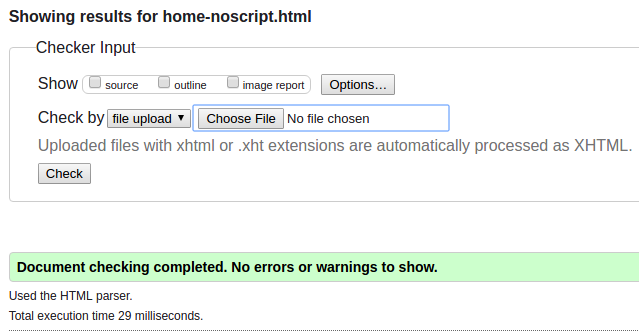 Showing results for home-noscript.html
Checker Input
Show source outline image report Options...
Check by file upload Choose File No file chosen
Uploaded files with xhtml or .xht extensions are automatically processed as XHTML.
Check
Document checking completed. No errors or warnings to show.
Used the HTML parser.
Total execution time 29 milliseconds.